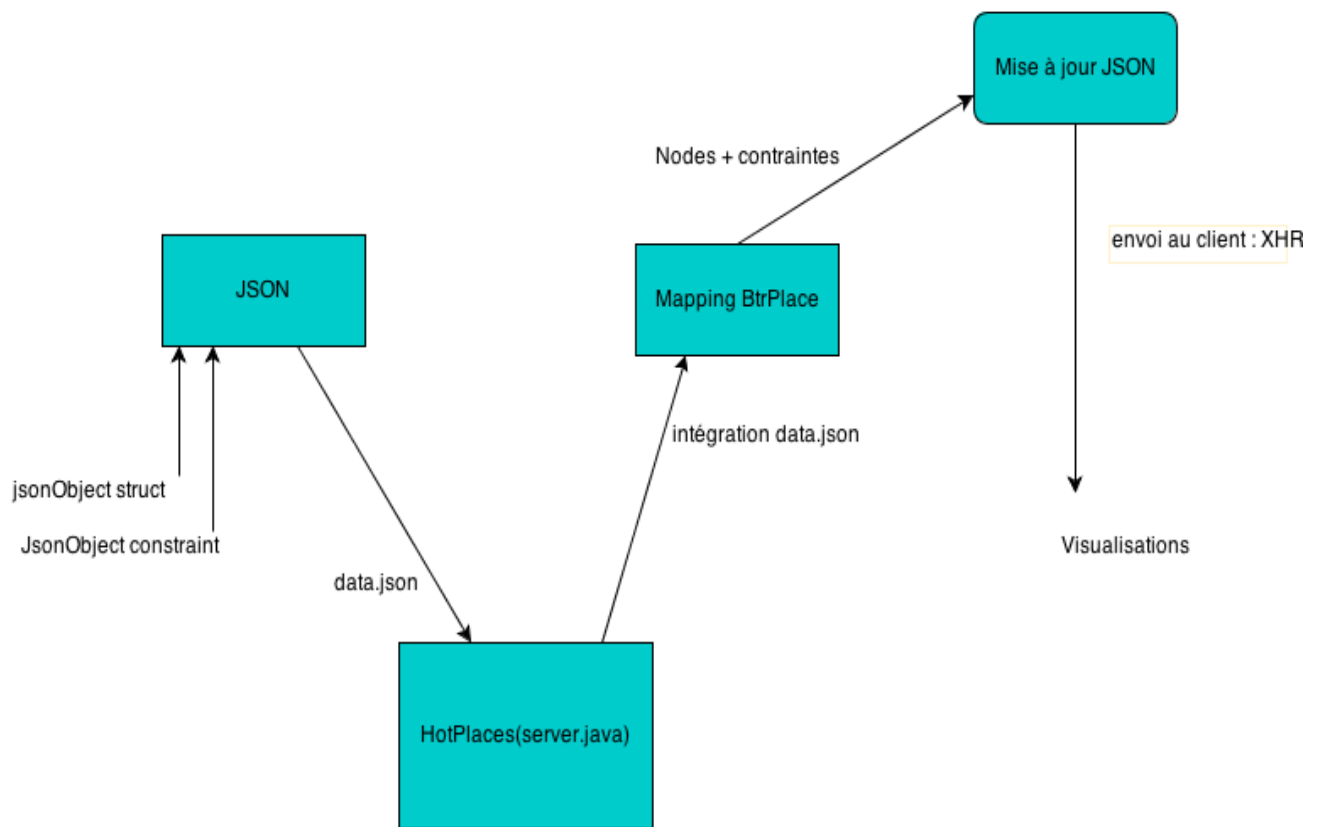 Mise à jour JSON
Nodes + contraintes
envoi au client : XHR
JSON
Mapping BtrPlace
intégration data.json
jsonObject struct
JsonObject constraint
Visualisations
data.json
HotPlaces(server.java)